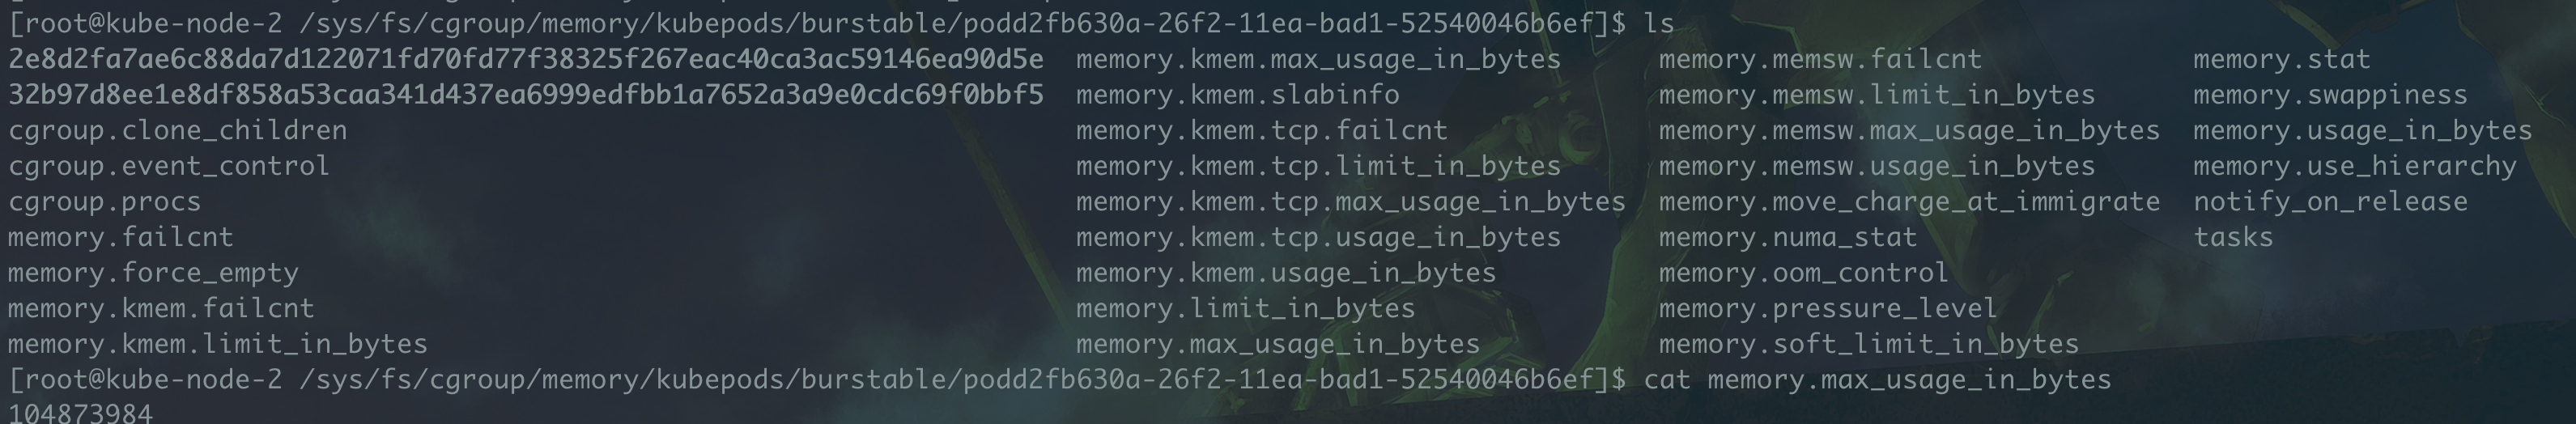 [root@kube-node-2 /sys/fs/cgroup/memory/kubepods/burstable/podd2fb630a-26f2-11ea-bad1-52540046b6ef]$ ls
2e8d2fa7ae6c88da7d122071fd70fd77f38325f267eac40ca3ac59146ea90d5e  memory.kmem.max_usage_in_bytes  memory.memsw.failcnt  memory.stat
32b97d8ee1e8df858a53caa341d437ea6999edfbb1a7652a3a9e0cdc69f0bbf5  memory.kmem.slabinfo  memory.memsw.limit_in_bytes  memory.swappiness
cgroup.clone_children  memory.kmem.tcp.failcnt  memory.memsw.max_usage_in_bytes  memory.usage_in_bytes
cgroup.event_control  memory.kmem.tcp.limit_in_bytes  memory.memsw.usage_in_bytes  memory.use_hierarchy
cgroup.procs  memory.kmem.tcp.max_usage_in_bytes  memory.move_charge_at_immigrate  notify_on_release
memory.failcnt  memory.kmem.tcp.usage_in_bytes  memory.numa_stat  tasks
memory.force_empty  memory.kmem.usage_in_bytes  memory.oom_control
memory.kmem.failcnt  memory.limit_in_bytes  memory.pressure_level
memory.kmem.limit_in_bytes  memory.max_usage_in_bytes  memory.soft_limit_in_bytes
[root@kube-node-2 /sys/fs/cgroup/memory/kubepods/burstable/podd2fb630a-26f2-11ea-bad1-52540046b6ef]$ cat memory.max_usage_in_bytes
104873984